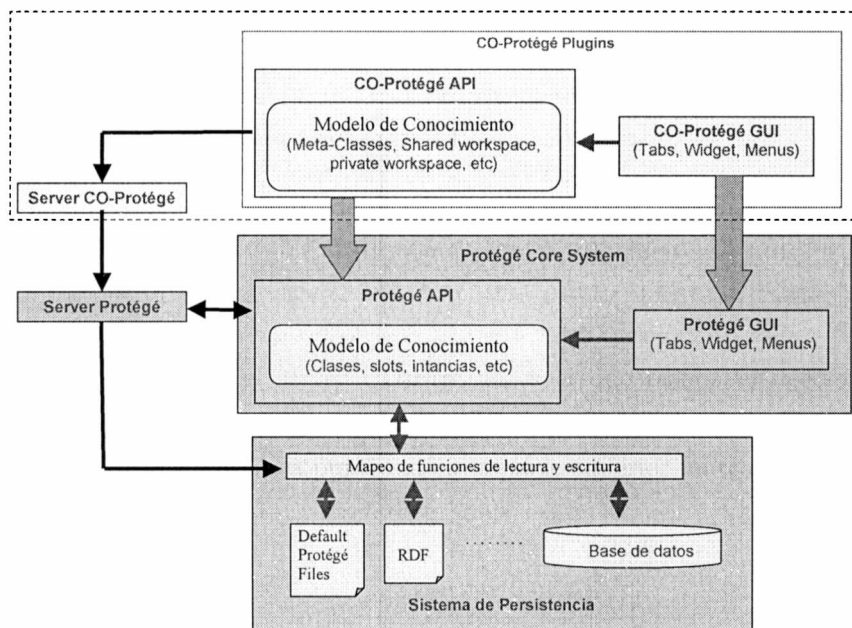 CO-Protégé Plugins
CO-Protégé API
Modelo de Conocimiento
(Meta-Classes, Shared workspace,
private workspace, etc)
CO-Protégé GUI
(Tabs, Widget, Menus)
Server CO-Protégé
Protégé Core System
Protégé API
Server Protégé
Modelo de Conocimiento
(Clases, slots, intancias, etc)
Protégé GUI
(Tabs, Widget, Menus)
Mapeo de funciones de lectura y escritura
Default
Protégé
Files
RDF
........
Base de datos
Sistema de Persistencia